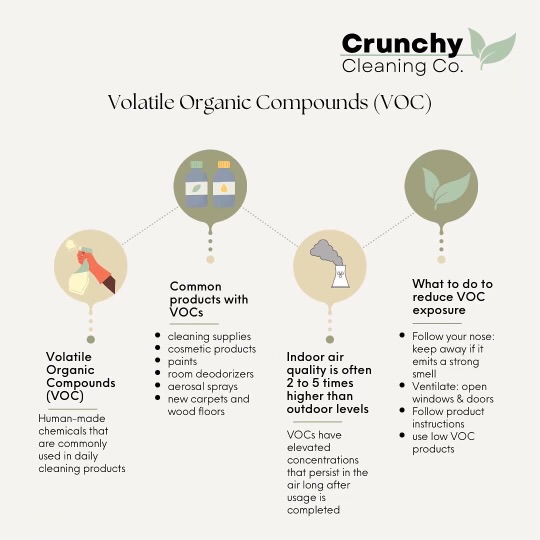 Crunchy
Cleaning Co.
Volatile Organic Compounds (VOC)
Volatile
Organic
Compounds
(VOC)
Human-made
chemicals that
are commonly
used in daily
cleaning products
Common
products with
VOCs
cleaning supplies
cosmetic products
paints
room deodorizers
aerosol sprays
new carpets and
wood floors
Indoor air
quality is often
2 to 5 times
higher than
outdoor levels
VOCs have
elevated
concentrations
that persist in the
air long after
usage is
completed
What to do to
reduce VOC
exposure
Follow your nose:
keep away if it
emits a strong
smell
Ventilate: open
windows & doors
Follow product
instructions
use low VOC
products